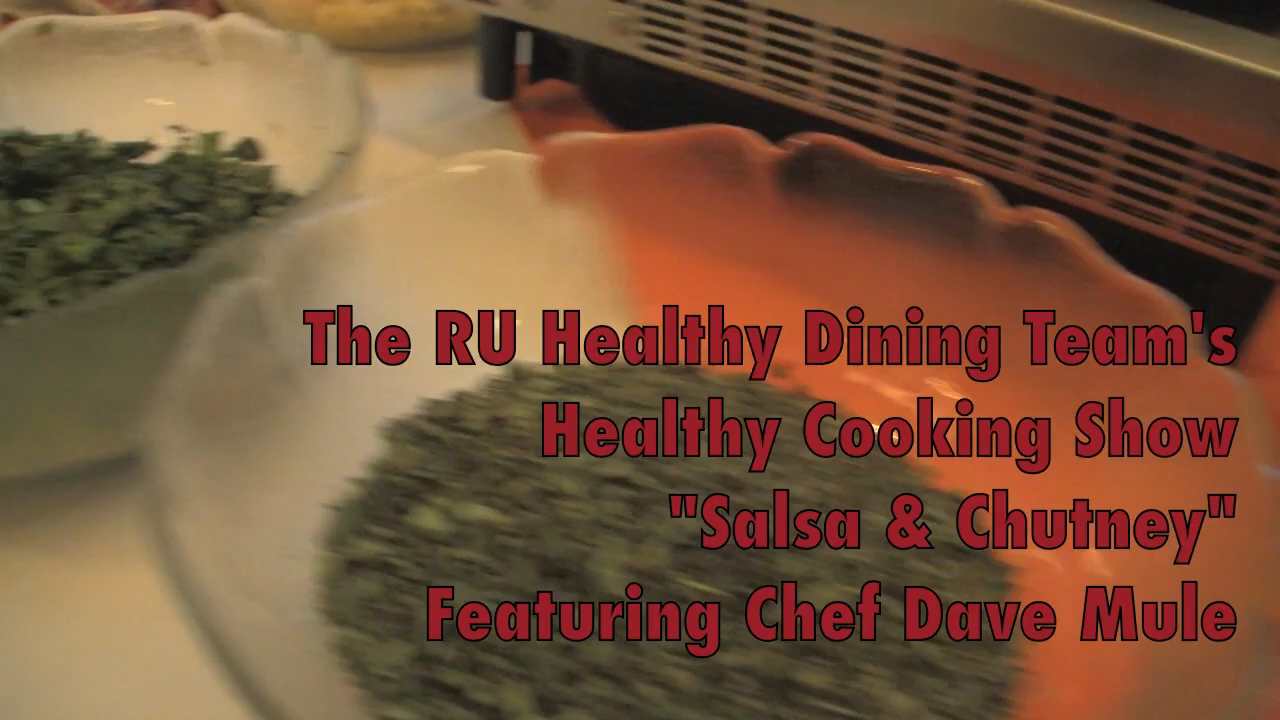 The RU Healthy Dining Team's
Healthy Cooking Show
"Salsa & Chutney"
Featuring Chef Dave Mule